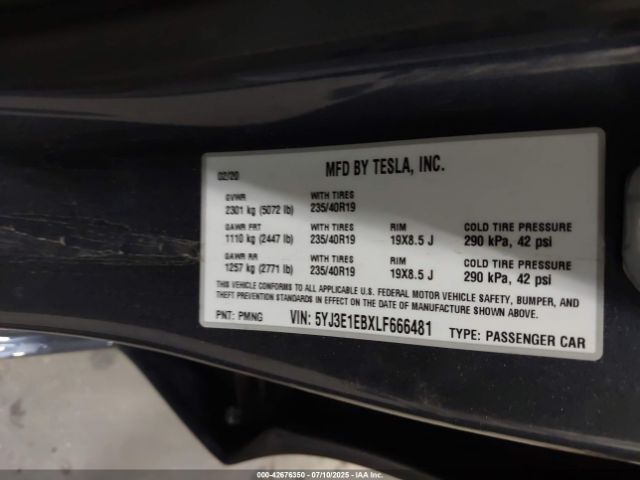 02/20 MFD BY TESLA, INC.
GVWR WITH TIRES
2301 kg (5072 lb) 235/40R19
GAWR FRT WITH TIRES RIM COLD TIRE PRESSURE
1110 kg (2447 lb) 235/40R19 19X8.5 J 290 kPa, 42 psi
GAWR RR WITH TIRES RIM COLD TIRE PRESSURE
1257 kg (2771 lb) 235/40R19 19X8.5 J 290 kPa, 42 psi
THIS VEHICLE CONFORMS TO ALL APPLICABLE U.S. FEDERAL MOTOR VEHICLE SAFETY, BUMPER, AND
THEFT PREVENTION STANDARDS IN EFFECT ON THE DATE OF MANUFACTURE SHOWN ABOVE.
PNT: PMNG VIN: 5YJ3E1EBXLF666481 TYPE: PASSENGER CAR
000-42676350 - 07/10/2025 - IAA Inc.